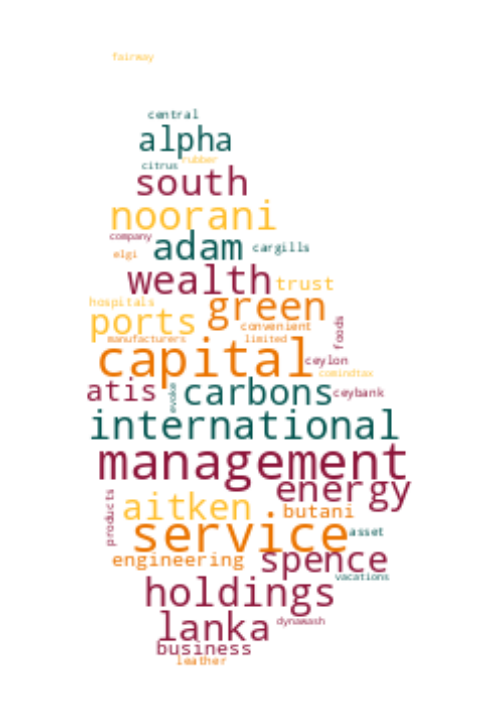 fairway
central
alpha
citrus rubber
south
noorani
company
adam cargills
elgi
wealth trust
hospitals green
ports convenient
manufacturers limited foods
capital ceylon
comindtax
atis evoke carbons ceybank
international
management
energy
products aitken butani
service asset
engineering spence
vacations
holdings
lanka dynawash
business
leather